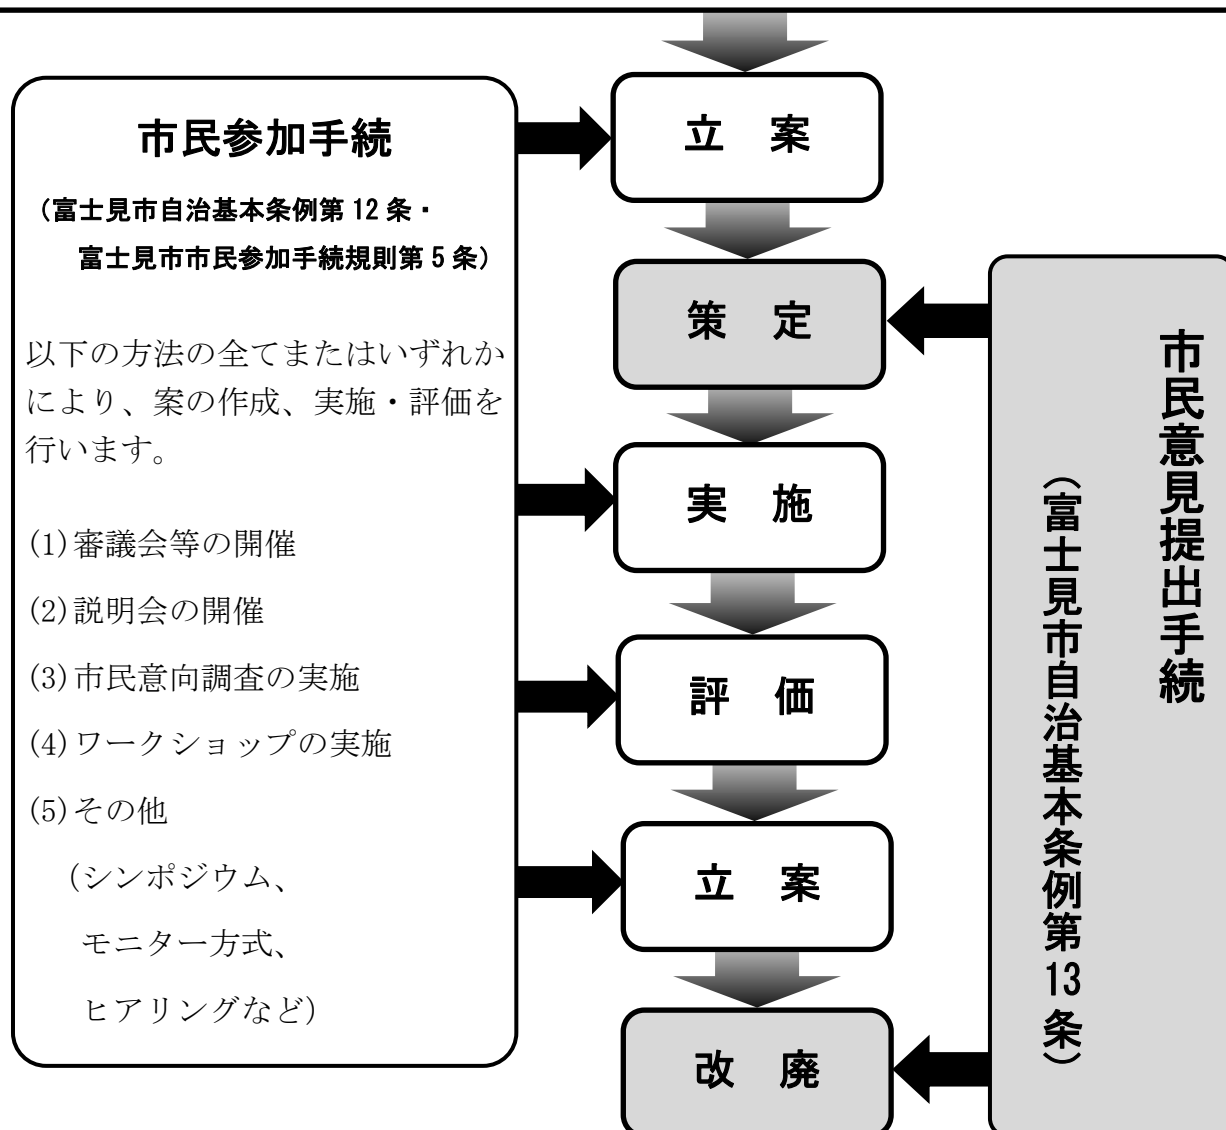 市民参加手続
(富士見市自治基本条例第 12 条・
富士見市市民参加手続規則第 5 条)
以下の方法の全てまたはいずれか
により、案の作成、実施・評価を
行います。
(1)審議会等の開催
(2)説明会の開催
(3)市民意向調査の実施
(4)ワークショップの実施
(5)その他
(シンポジウム、
モニター方式、
ヒアリングなど)
立　案
策　定
実　施
評　価
立　案
改　廃
市民意見提出手続
(富士見市自治基本条例第 13 条)